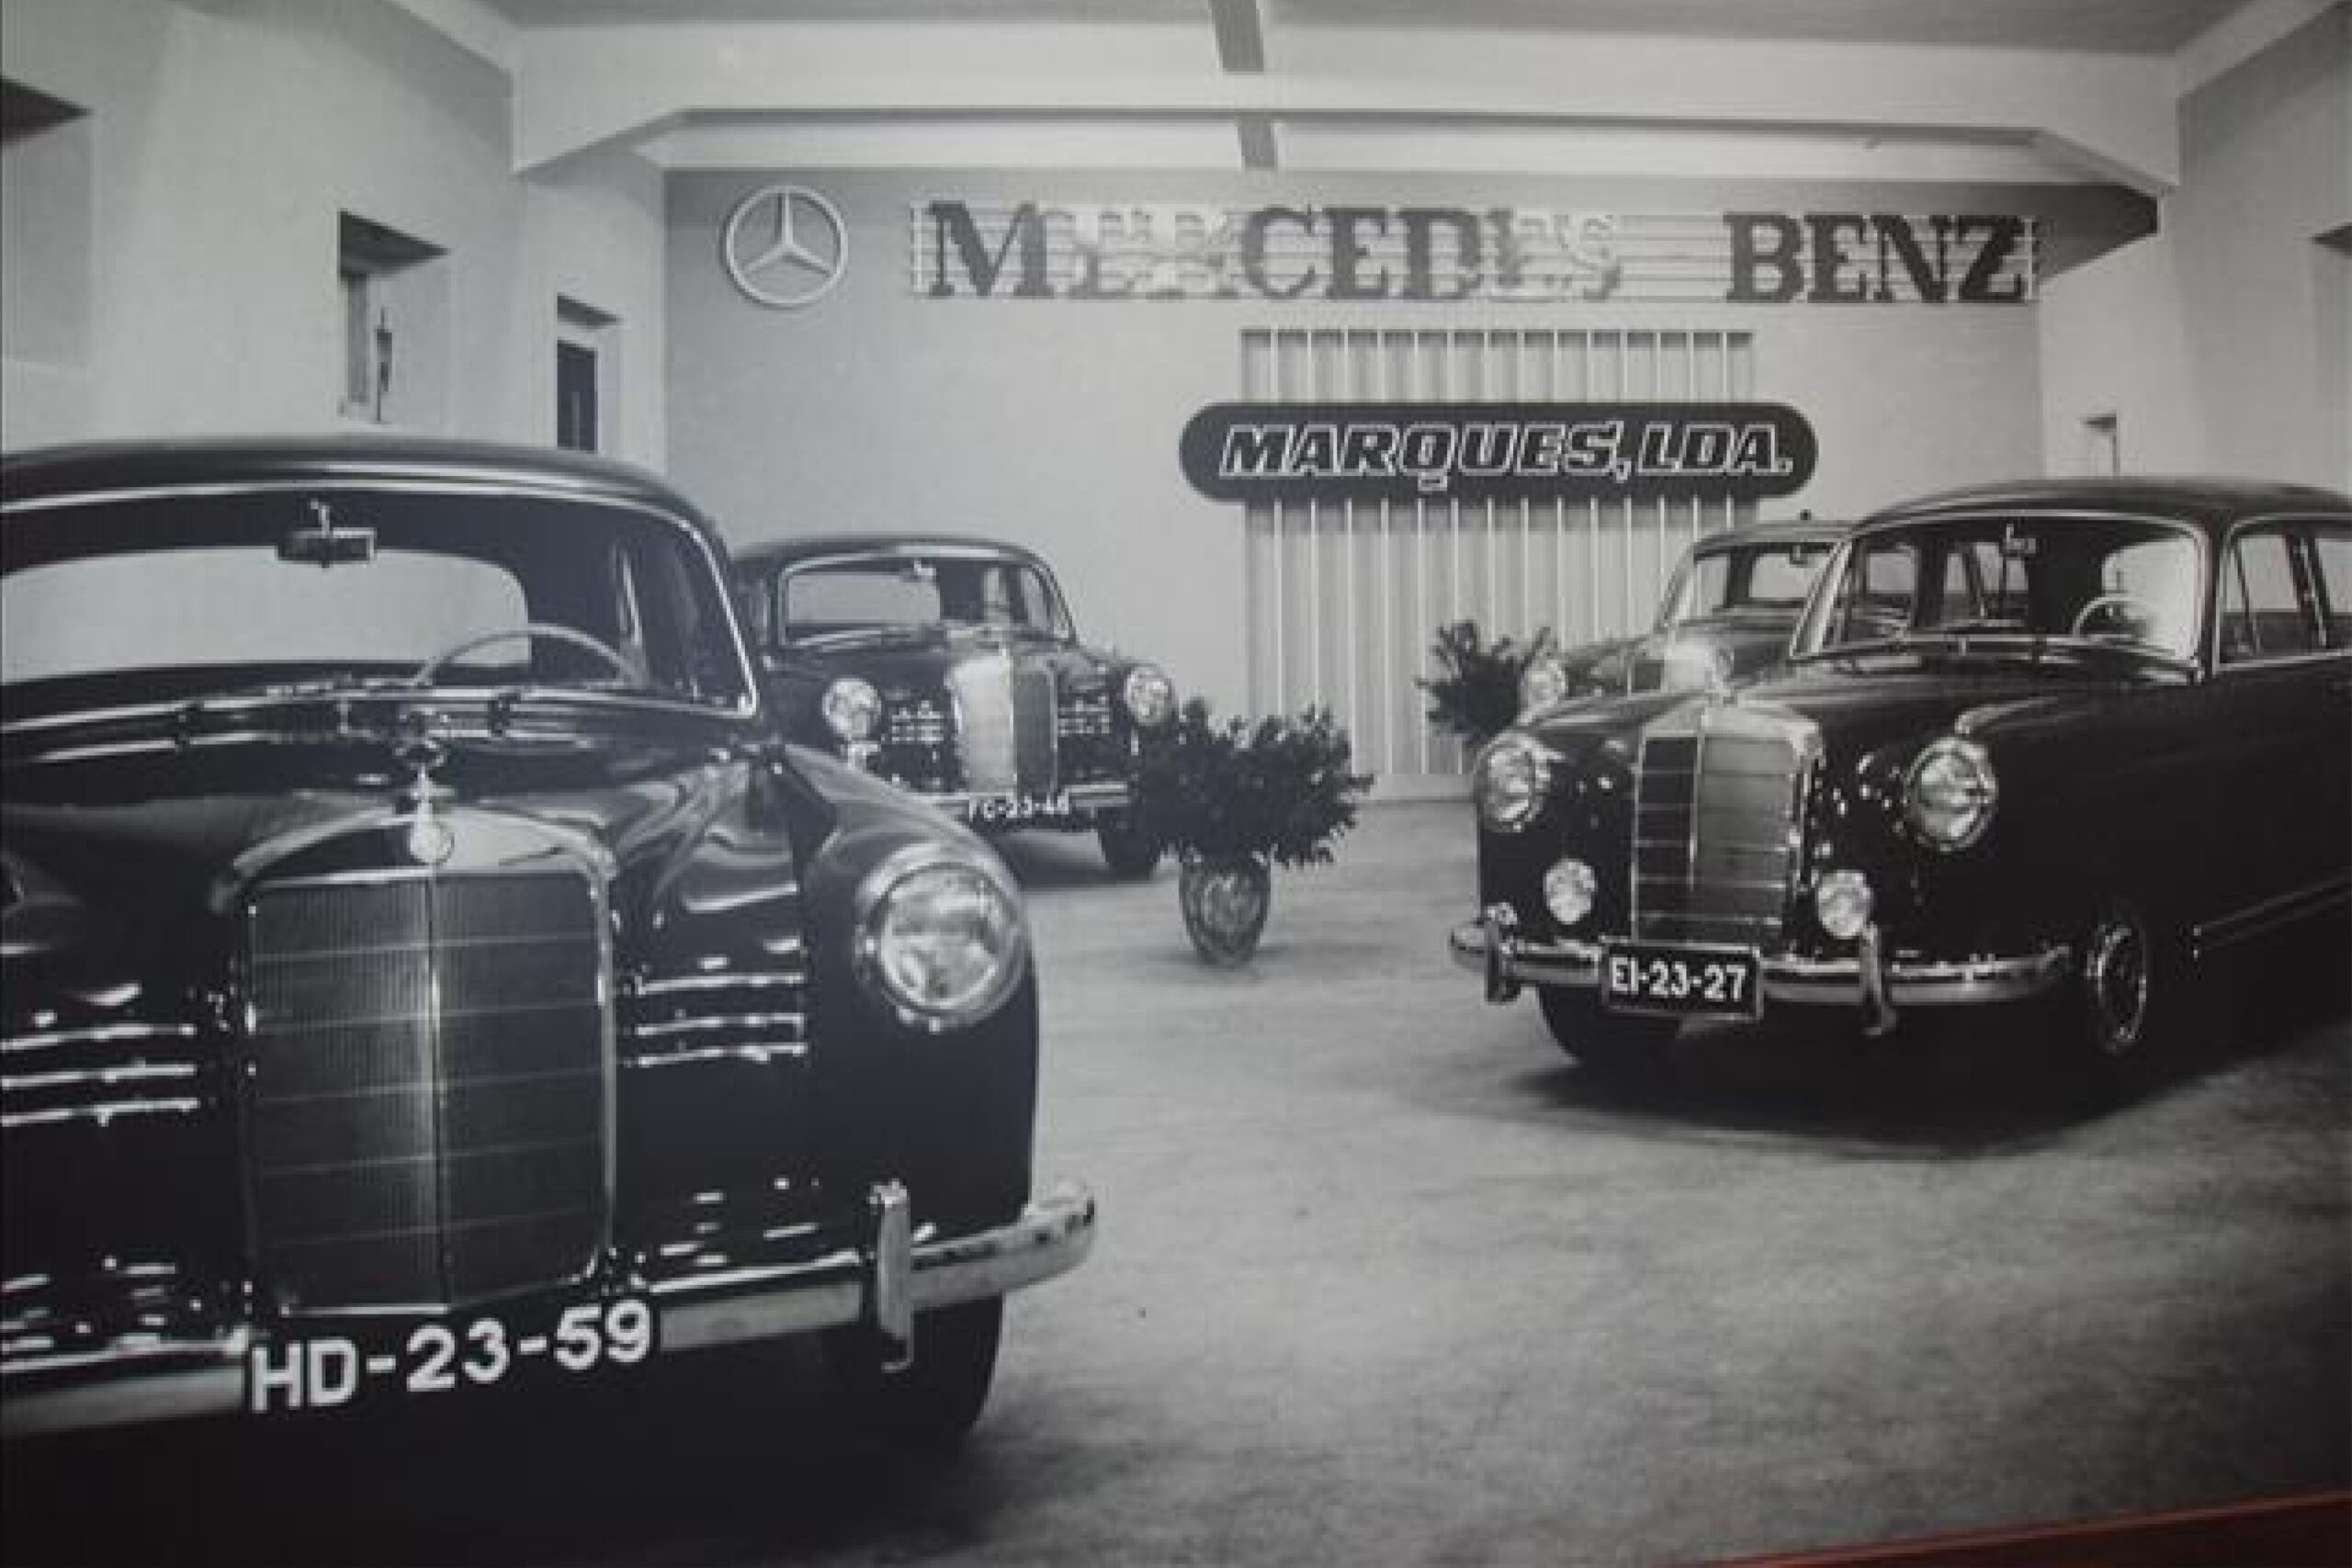 MERCEDES BENZ
MARQUES, LDA.
EI-23-27
HD-23-59